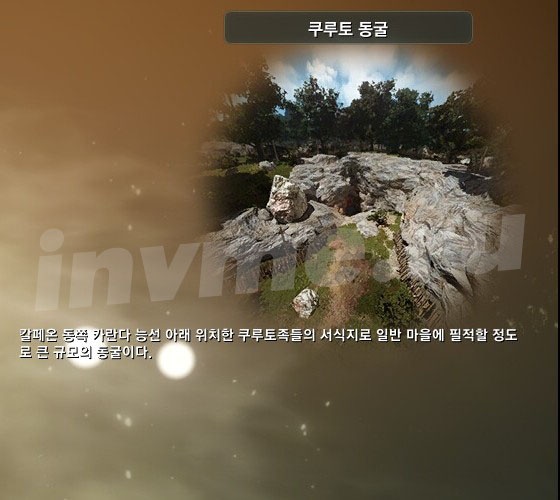 쿠루토 동굴
invme.eu
칼페온 동쪽 카란다 능선 아래 위치한 쿠루토족들의 서식지로 일반 마을에 필적할 정도
로 큰 규모의 동굴이다.